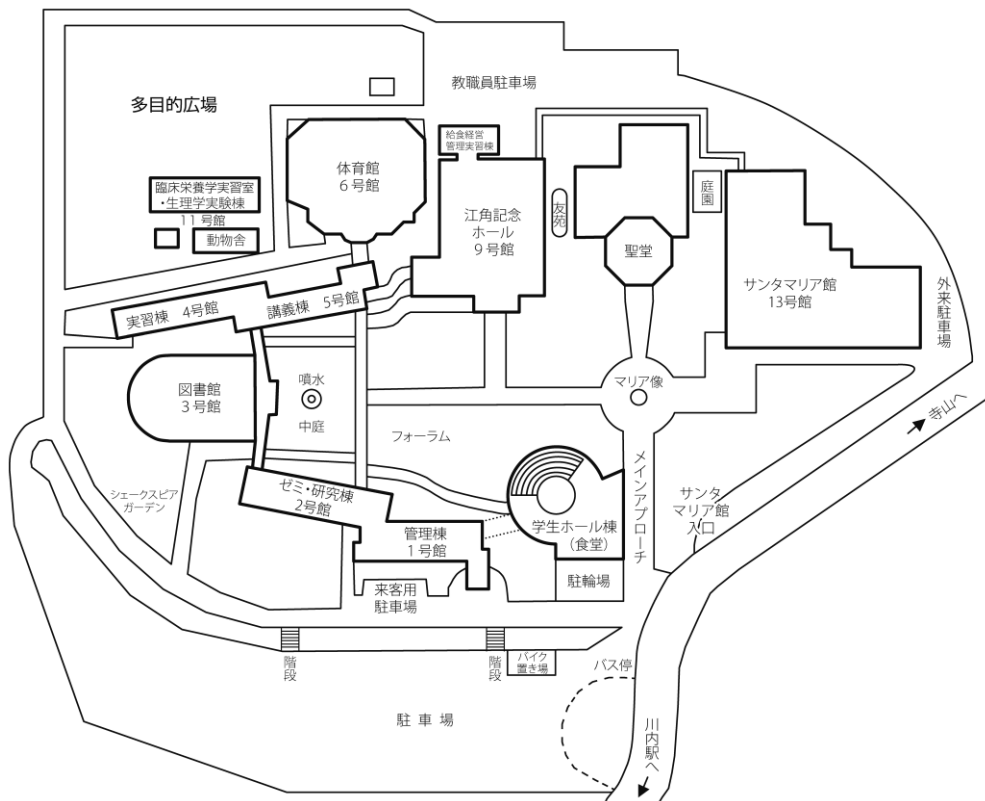 教職員駐車場
多目的広場
給食経営
管理実習棟
体育館
6号館
臨床栄養学実習室
・生理学実験棟
11号館
動物舎
江角記念
ホール
9号館
友苑
聖堂
庭園
サンタマリア館
13号館
外来駐車場
実習棟 4号館
講義棟 5号館
図書館
3号館
噴水
中庭
マリア像
フォーラム
寺山へ
メインアプローチ
サンタ
マリア館
入口
シェークスピア
ガーデン
ゼミ・研究棟
2号館
管理棟
1号館
学生ホール棟
(食堂)
来客用
駐車場
駐輪場
階段
階段
バイク
置き場
バス停
駐車場
川内駅へ